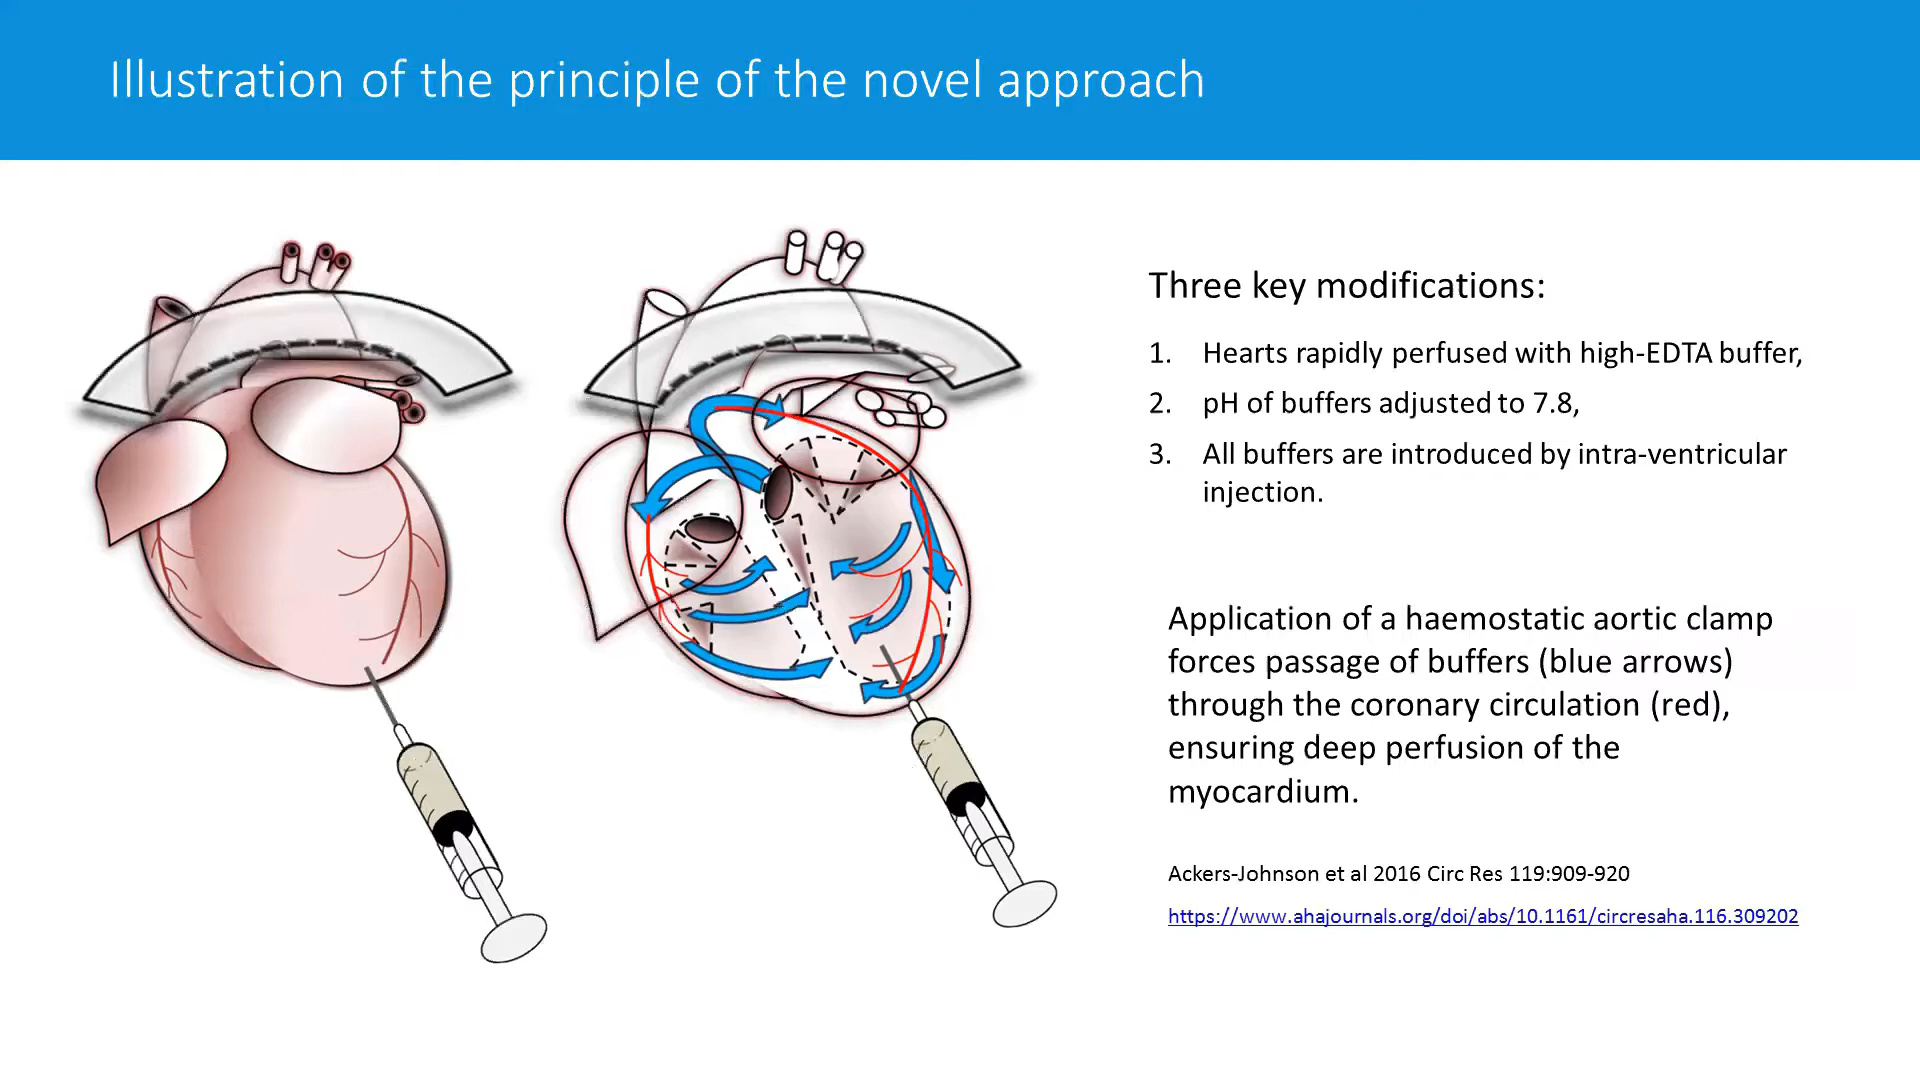 Illustration of the principle of the novel approach
Three key modifications:
1. Hearts rapidly perfused with high-EDTA buffer,
2. pH of buffers adjusted to 7.8,
3. All buffers are introduced by intra-ventricular
injection.
Application of a haemostatic aortic clamp
forces passage of buffers (blue arrows)
through the coronary circulation (red),
ensuring deep perfusion of the
myocardium.
Ackers-Johnson et al 2016 Circ Res 119:909-920
https://www.ahajournals.org/doi/abs/10.1161/circresaha.116.309202